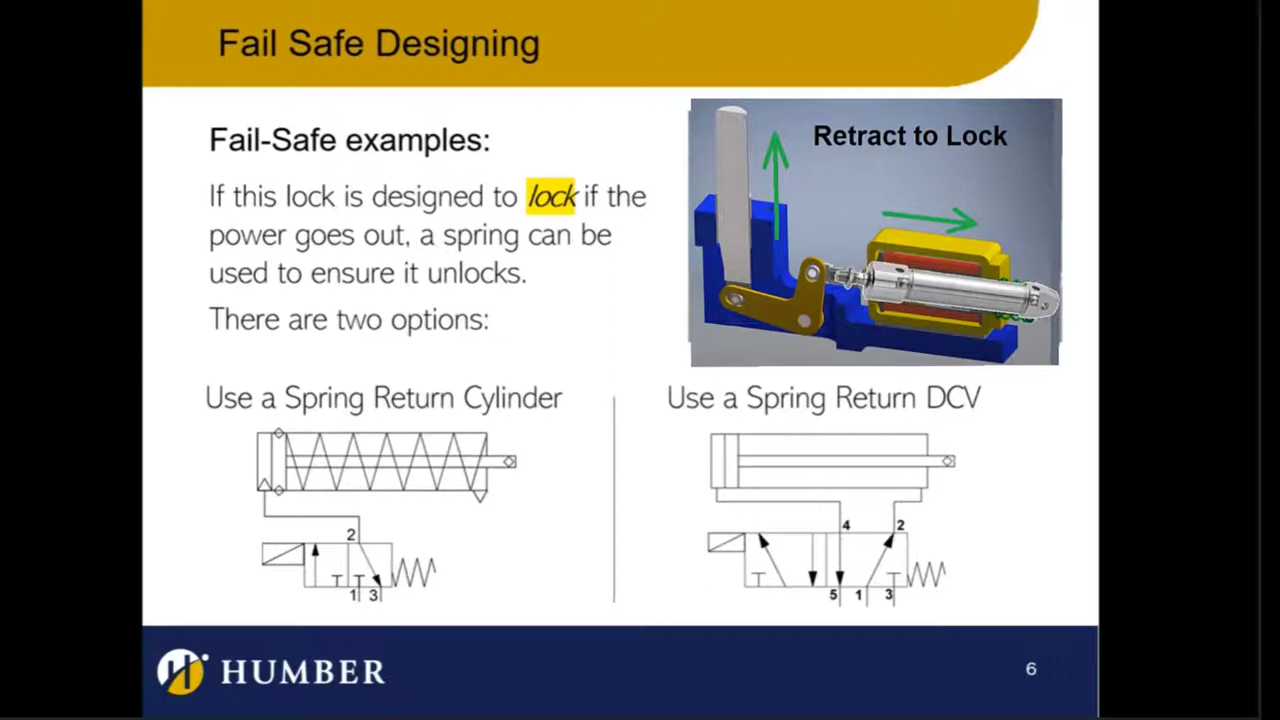 Fail Safe Designing
Fail-Safe examples:
If this lock is designed to lock if the
power goes out, a spring can be
used to ensure it unlocks.
There are two options:
Retract to Lock
Use a Spring Return Cylinder
2
1 3
Use a Spring Return DCV
4 2
5 1 3
HUMBER
6